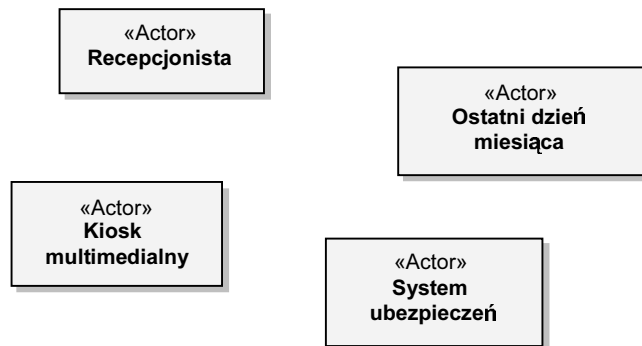 «Actor»
Recepcjonista
«Actor»
Ostatni dzień
miesiąca
«Actor»
Kiosk
multimedialny
«Actor»
System
ubezpieczeń